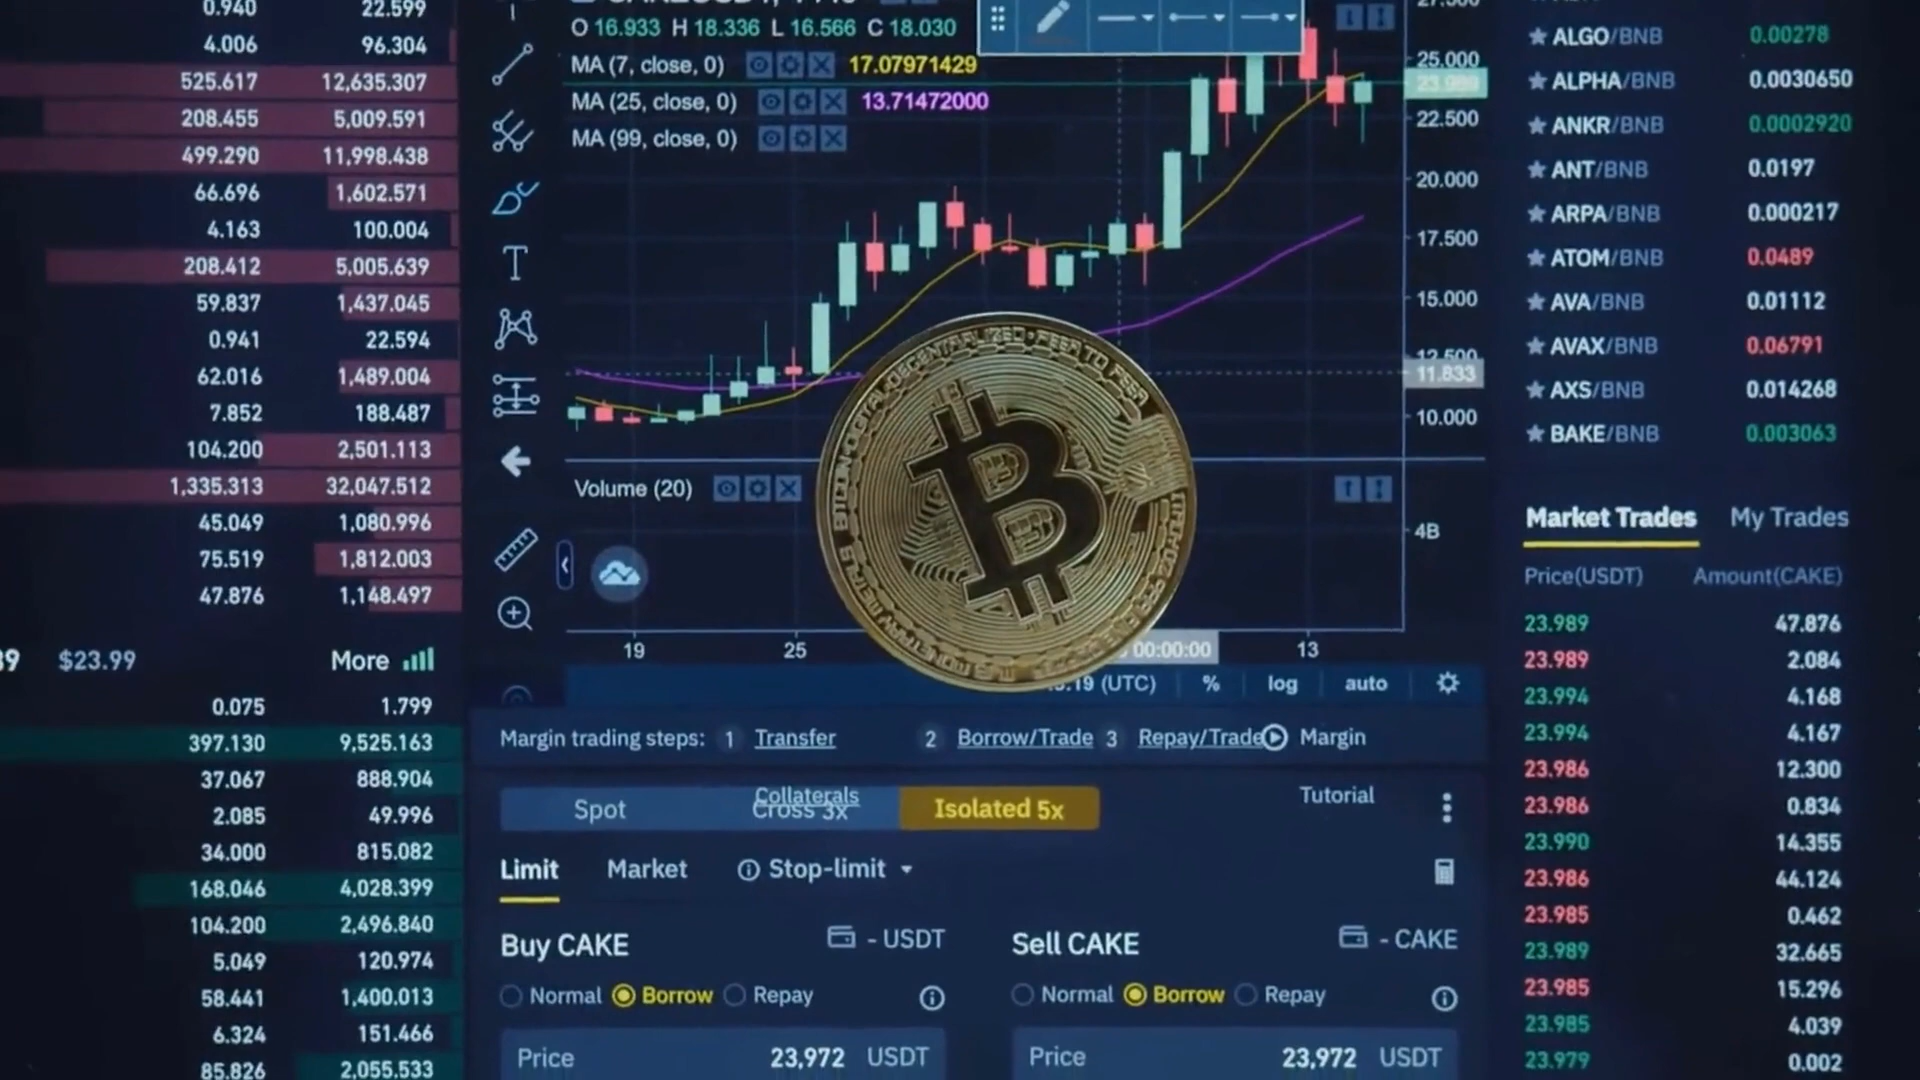 0.940 22.599
4.006 96.304
525.617 12,635.307
208.455 5,009.591
499.290 11,998.438
66.696 1,602.571
4.163 100.004
208.412 5,005.639
59.837 1,437.045
0.941 22.594
62.016 1,489.004
7.852 188.487
104.200 2,501.113
1,335.313 32,047.512
45.049 1,080.996
75.519 1,812.003
47.876 1,148.497
$23.99 More
0.075 1.799
397.130 9,525.163
37.067 888.904
2.085 49.996
34.000 815.082
168.046 4,028.399
104.200 2,496.840
5.049 120.974
58.441 1,400.013
6.324 151.466
85.826 2,055.533
O 16.933 H 18.336 L 16.566 C 18.030
MA (7, close, 0) 17.07971429
MA (25, close, 0) 13.71472000
MA (99, close, 0)
25.000
23.989
22.500
20.000
17.500
15.000
12.500
11.833
10.000
Volume (20)
4B
BITCOIN DIGITAL DECENTRALIZED PEER TO PEER
19 25 00:00:00 13
(UTC) % log auto
Margin trading steps: 1 Transfer 2 Borrow/Trade 3 Repay/Trade Margin
Collaterals Tutorial
Spot Cross 3x Isolated 5x
Limit Market Stop-limit
Buy CAKE - USDT
Normal Borrow Repay
Price 23,972 USDT
Sell CAKE - CAKE
Normal Borrow Repay
Price 23,972 USDT
ALGO/BNB 0.00278
ALPHA/BNB 0.0030650
ANKR/BNB 0.0002920
ANT/BNB 0.0197
ARPA/BNB 0.000217
ATOM/BNB 0.0489
AVA/BNB 0.01112
AVAX/BNB 0.06791
AXS/BNB 0.014268
BAKE/BNB 0.003063
Market Trades My Trades
Price(USDT) Amount(CAKE)
23.989 47.876
23.989 2.084
23.994 4.168
23.994 4.167
23.986 12.300
23.986 0.834
23.990 14.355
23.986 44.124
23.985 0.462
23.989 32.665
23.985 15.296
23.985 4.039
23.979 0.002